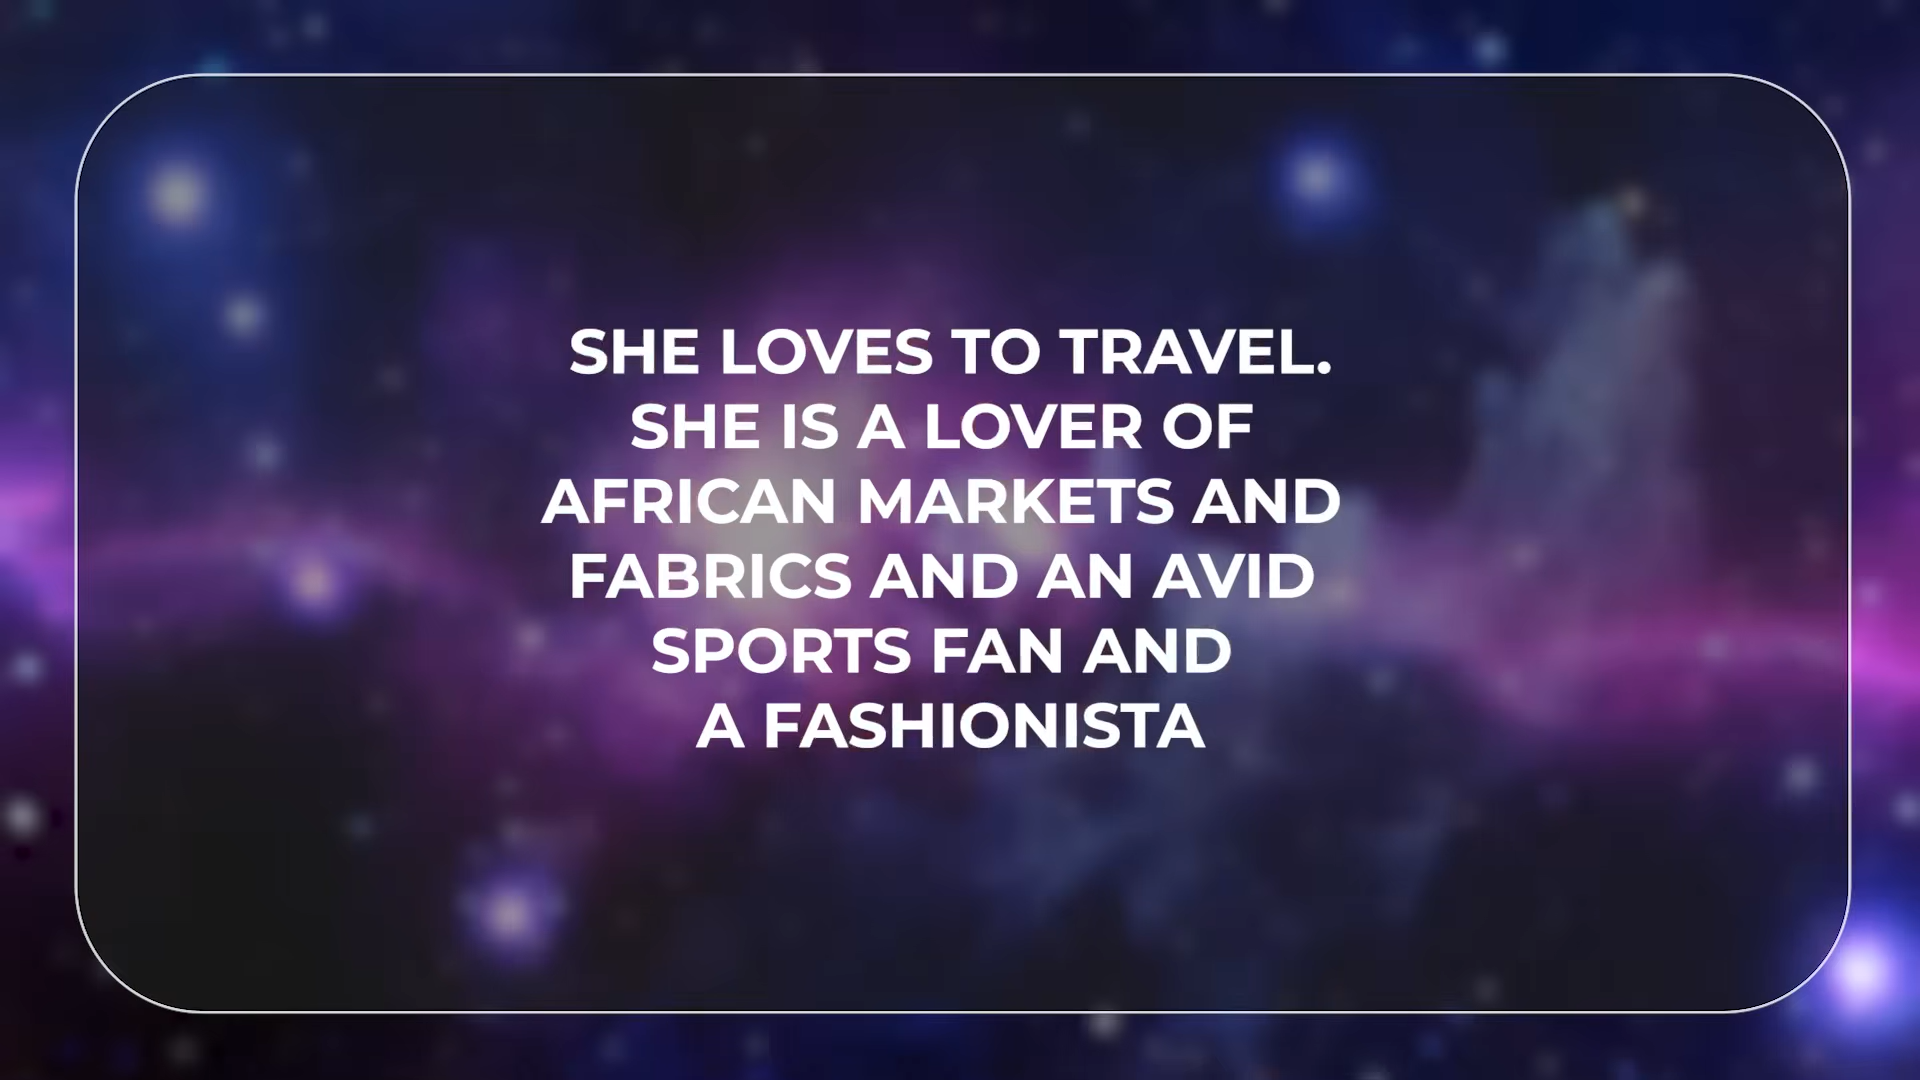 SHE LOVES TO TRAVEL.
SHE IS A LOVER OF
AFRICAN MARKETS AND
FABRICS AND AN AVID
SPORTS FAN AND
A FASHIONISTA